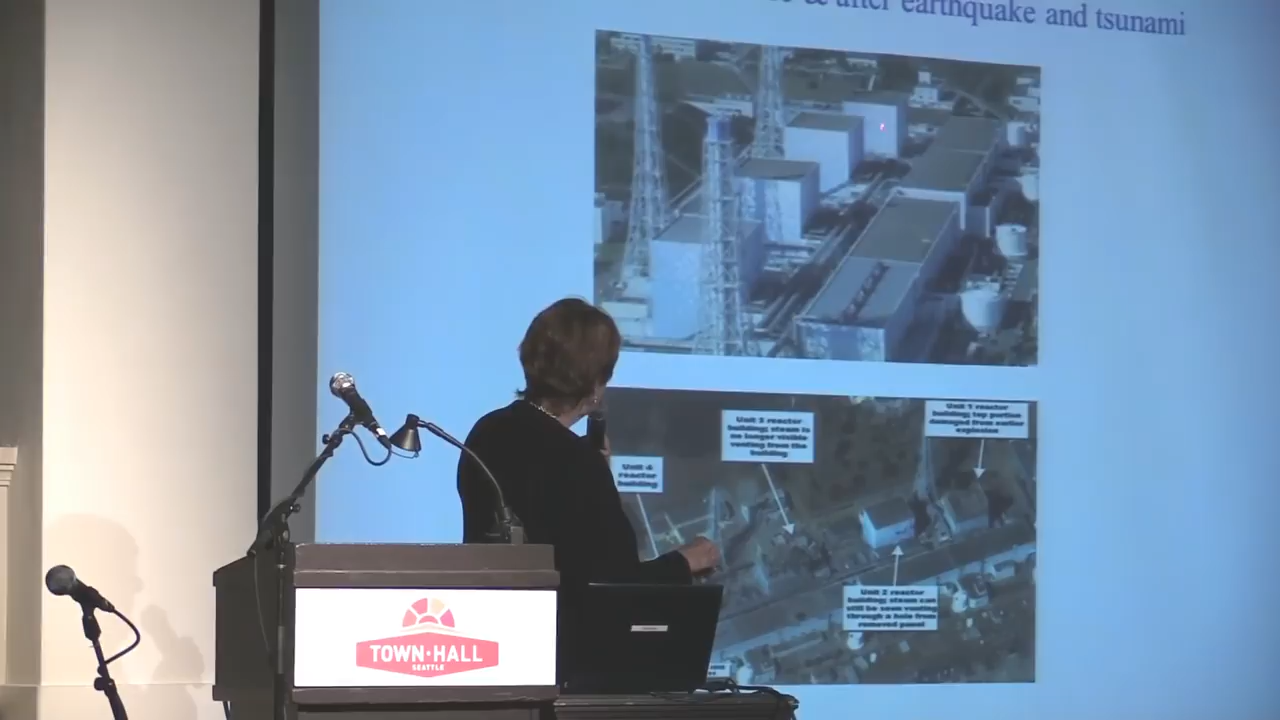 & after earthquake and tsunami
Unit 1 reactor
building; top portion
damaged from earlier
explosion
Unit 3 reactor
building; steam is
no longer visible
venting from the
building
Unit 4
reactor
building
Unit 2 reactor
building; steam can
still be seen venting
through a hole from
removed panel
TOWN·HALL
SEATTLE